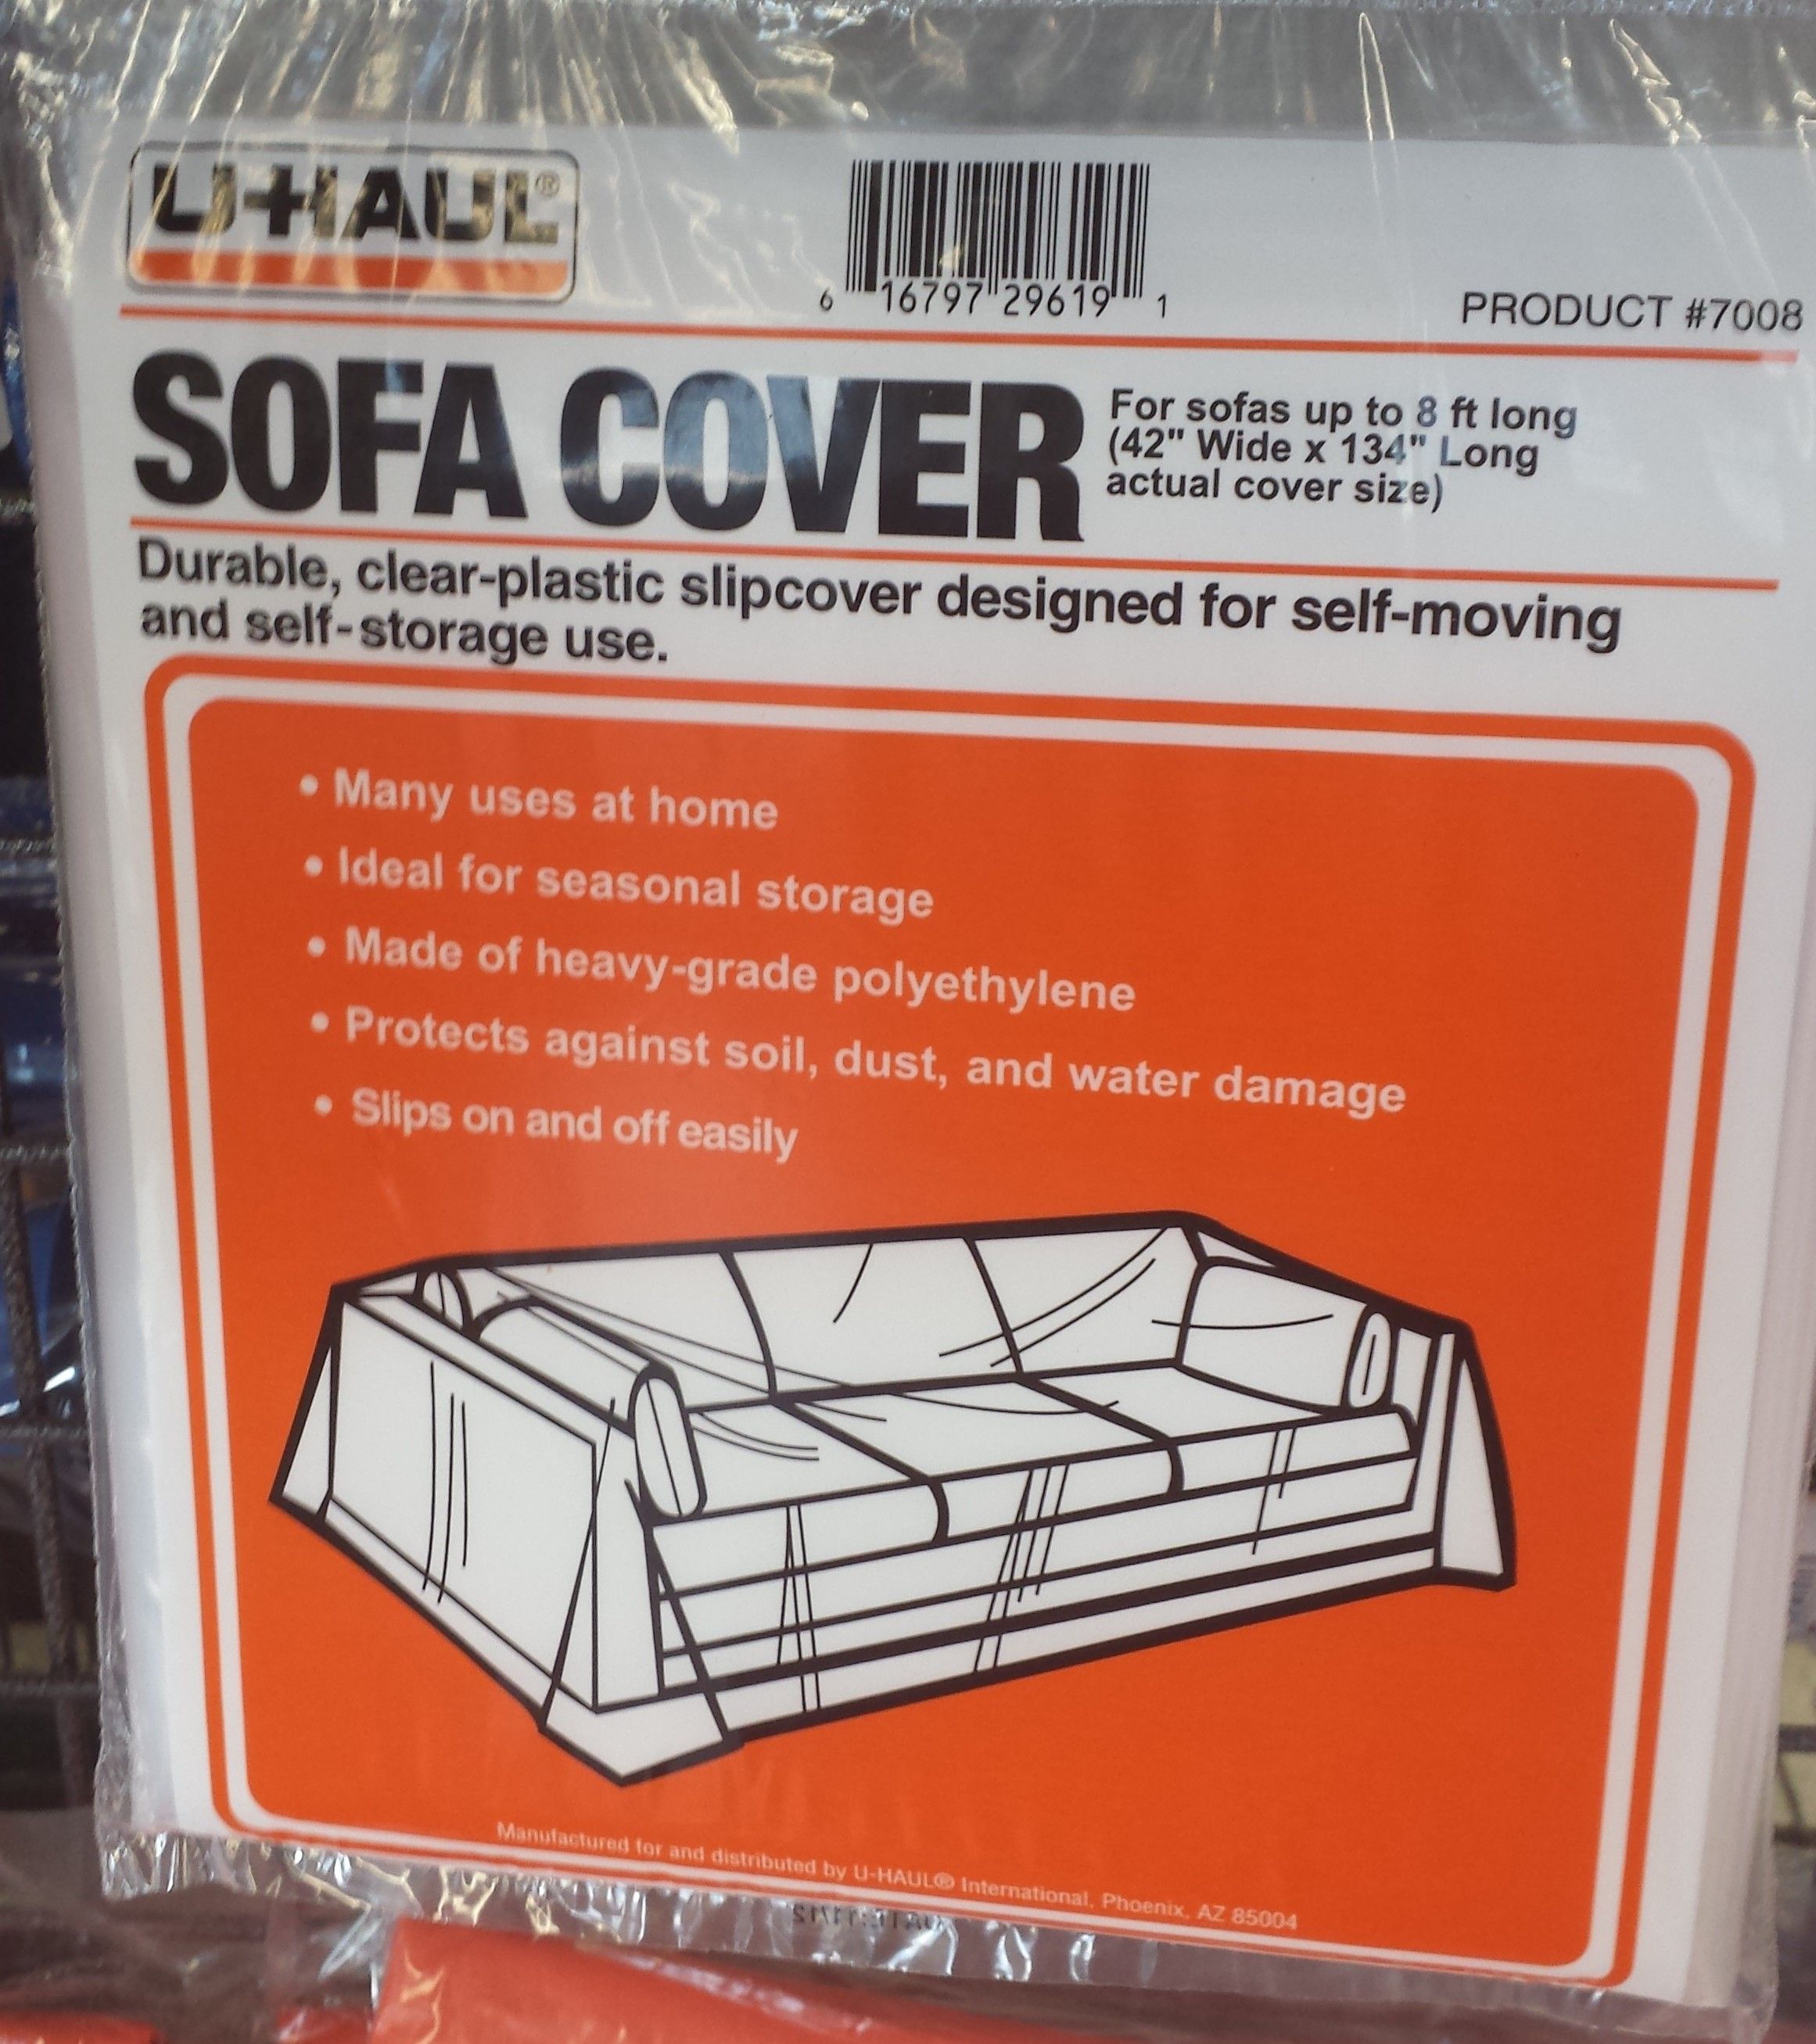 U-HAUL®
6 16797 29619 1
PRODUCT #7008
SOFA COVER
For sofas up to 8 ft long
(42" Wide x 134" Long
actual cover size)
Durable, clear-plastic slipcover designed for self-moving
and self-storage use.
• Many uses at home
• Ideal for seasonal storage
• Made of heavy-grade polyethylene
• Protects against soil, dust, and water damage
• Slips on and off easily
Manufactured for and distributed by U-HAUL® International, Phoenix, AZ 85004